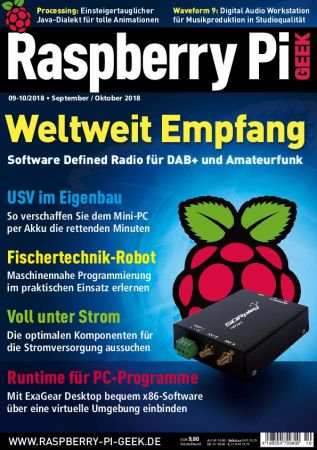 Processing: Einsteigertauglicher
Java-Dialekt für tolle Animationen
Waveform 9: Digital Audio Workstation
für Musikproduktion in Studioqualität
Raspberry Pi
GEEK
09-10/2018 • September / Oktober 2018
Weltweit Empfang
Software Defined Radio für DAB+ und Amateurfunk
USV im Eigenbau
So verschaffen Sie dem Mini-PC
per Akku die rettenden Minuten
Fischertechnik-Robot
Maschinennahe Programmierung
im praktischen Einsatz erlernen
Voll unter Strom
Die optimalen Komponenten für
die Stromversorgung aussuchen
Runtime für PC-Programme
Mit ExaGear Desktop bequem x86-Software
über eine virtuelle Umgebung einbinden
WWW.RASPBERRY-PI-GEEK.DE
EUR 9,80
Deutschland